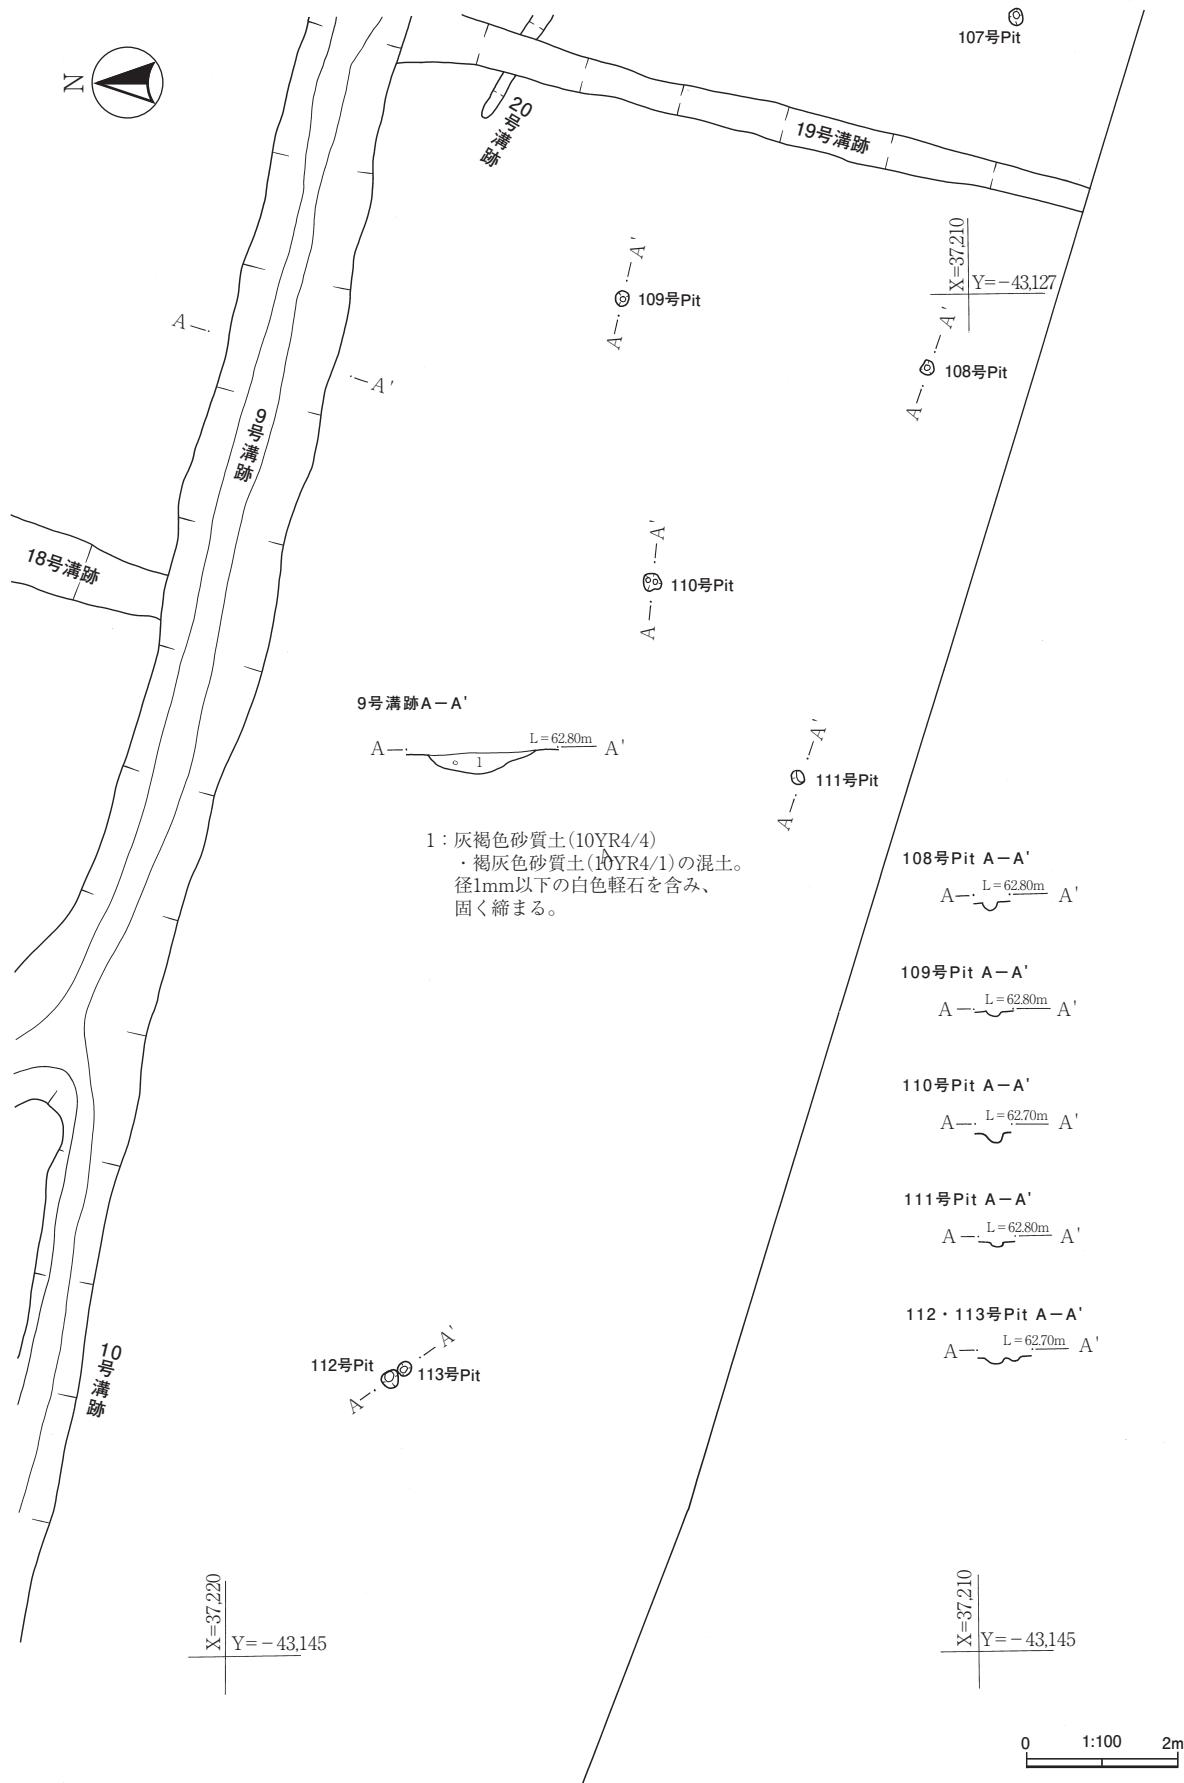 107号Pit
N
20号溝跡
19号溝跡
X=37,210
Y=－43,127
A'
109号Pit
A
A'
108号Pit
A
A
A'
9号溝跡
18号溝跡
A'
110号Pit
A
9号溝跡A－A'
L＝62.80m
A
A'
1
A'
111号Pit
A
1：灰褐色砂質土(10YR4/4)
・褐灰色砂質土(10YR4/1)の混土。
A
径1mm以下の白色軽石を含み、
固く締まる。
108号Pit A－A'
L＝62.80m
A
A'
109号Pit A－A'
L＝62.80m
A
A'
110号Pit A－A'
L＝62.70m
A
A'
111号Pit A－A'
L＝62.80m
A
A'
112・113号Pit A－A'
L＝62.70m
A
A'
10号溝跡
A'
112号Pit
113号Pit
A
X=37,220
Y=－43,145
X=37,210
Y=－43,145
0
1:100
2m